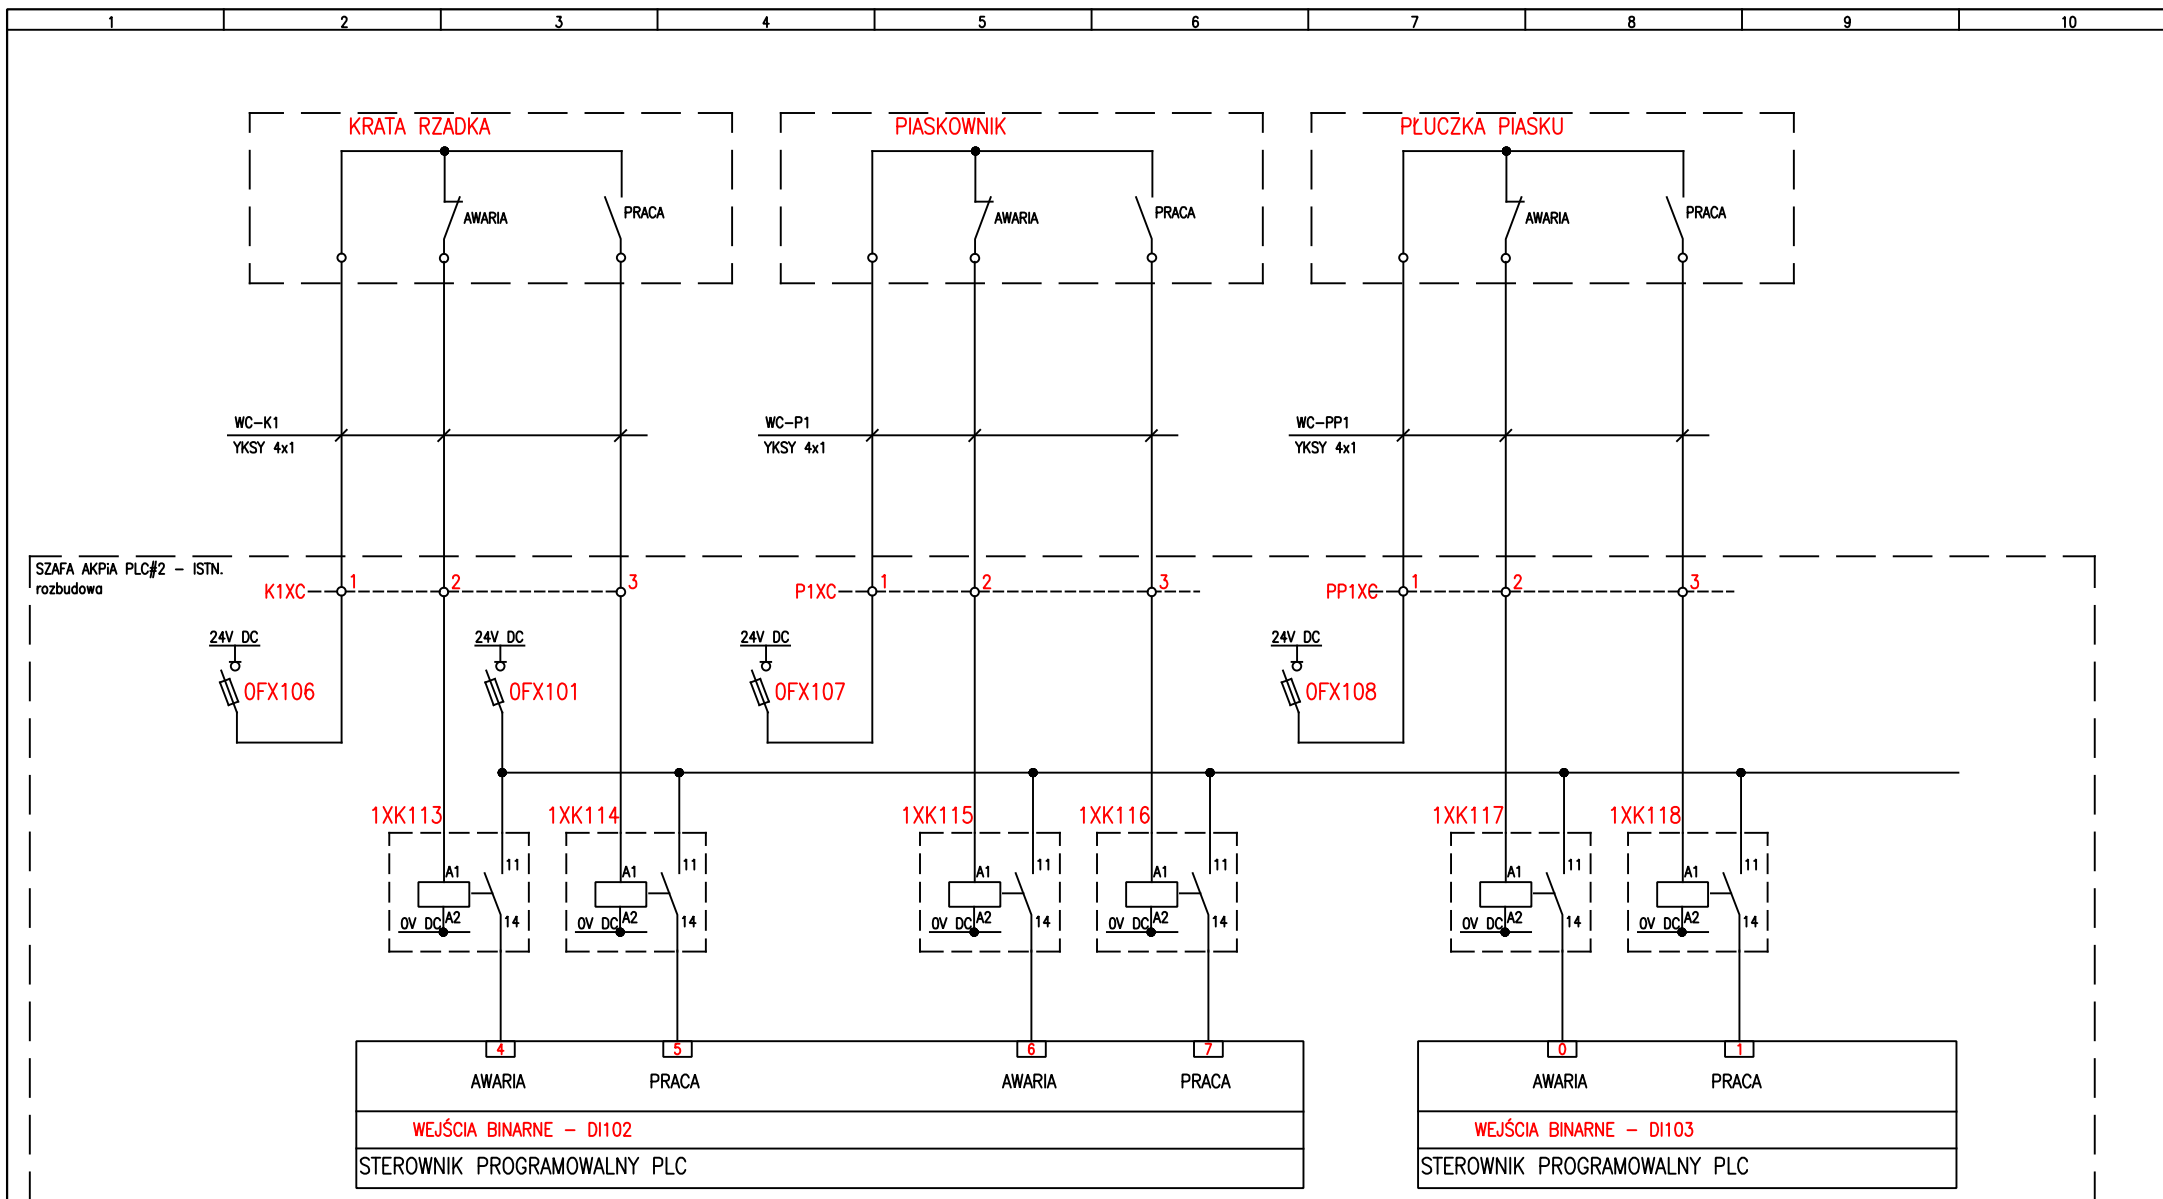 1 2 3 4 5 6 7 8 9 10
KRATA RZADKA PIASKOWNIK PŁUCZKA PIASKU
AWARIA PRACA AWARIA PRACA AWARIA PRACA
WC-K1 WC-P1 WC-PP1
YKSY 4x1 YKSY 4x1 YKSY 4x1
SZAFA AKPiA PLC#2 - ISTN.
rozbudowa
K1XC 1 2 3 P1XC 1 2 3 PP1XC 1 2 3
24V DC 24V DC 24V DC 24V DC
0FX106 0FX101 0FX107 0FX108
1XK113 1XK114 1XK115 1XK116 1XK117 1XK118
A1 11 A1 11 A1 11 A1 11 A1 11 A1 11
0V DC A2 14 0V DC A2 14 0V DC A2 14 0V DC A2 14 0V DC A2 14 0V DC A2 14
4 5 6 7 0 1
AWARIA PRACA AWARIA PRACA AWARIA PRACA
WEJŚCIA BINARNE - DI102 WEJŚCIA BINARNE - DI103
STEROWNIK PROGRAMOWALNY PLC STEROWNIK PROGRAMOWALNY PLC